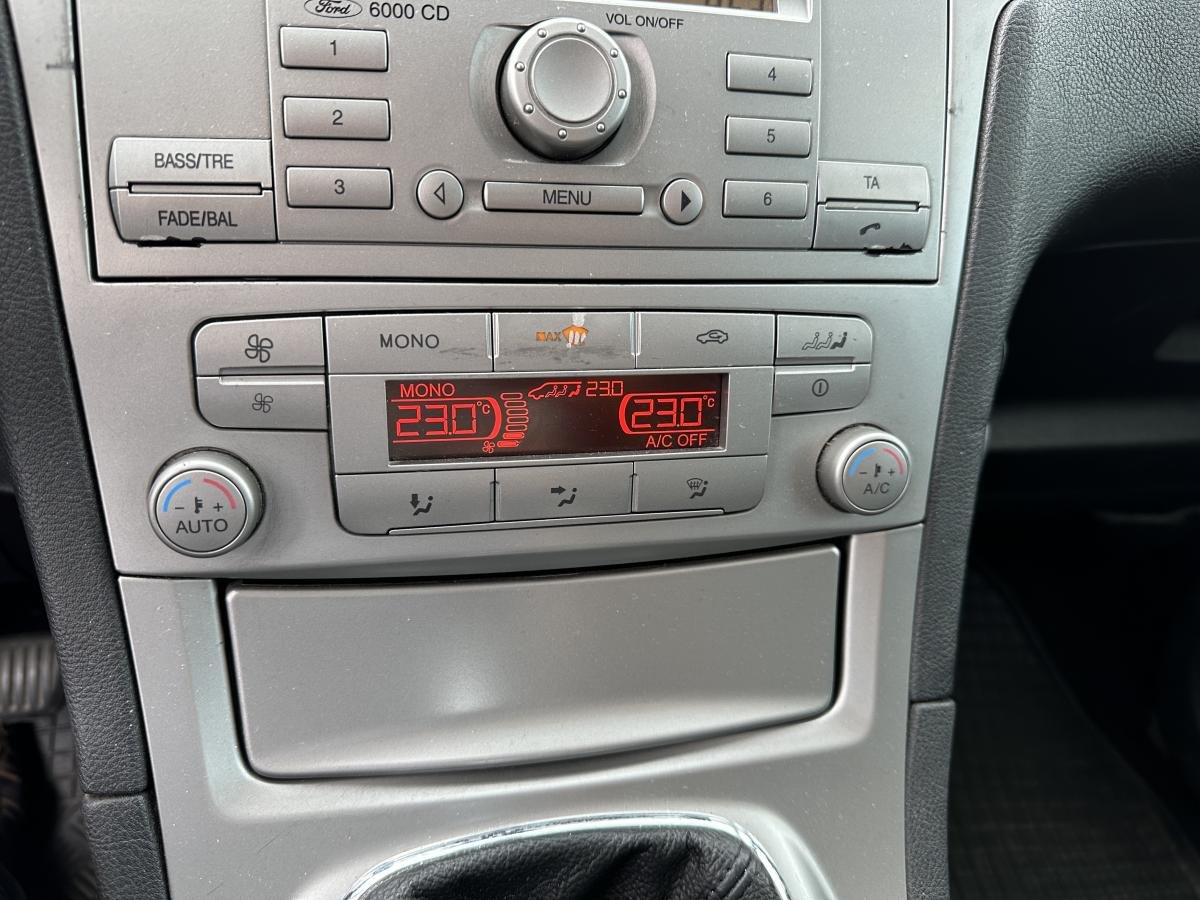 Ford 6000 CD
VOL ON/OFF
1
4
2
5
BASS/TRE
3
MENU
6
TA
FADE/BAL
MONO
MAX
MONO
23.0
23.0°C
23.0°C
A/C OFF
- +
AUTO
- +
A/C